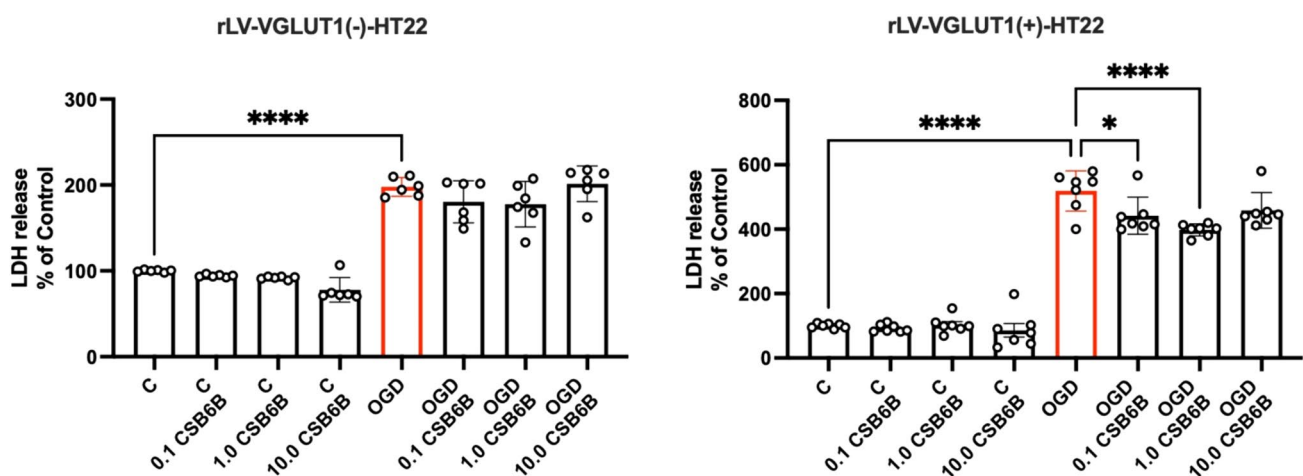 rLV-VGLUT1(-)-HT22
LDH release
% of Control
300
200
100
0
****
C
C
0.1 CSB6B
C
1.0 CSB6B
C
10.0 CSB6B
OGD
OGD
0.1 CSB6B
OGD
1.0 CSB6B
OGD
10.0 CSB6B
rLV-VGLUT1(+)-HT22
LDH release
% of Control
800
600
400
200
0
****
****
*
C
C
0.1 CSB6B
C
1.0 CSB6B
C
10.0 CSB6B
OGD
OGD
0.1 CSB6B
OGD
1.0 CSB6B
OGD
10.0 CSB6B